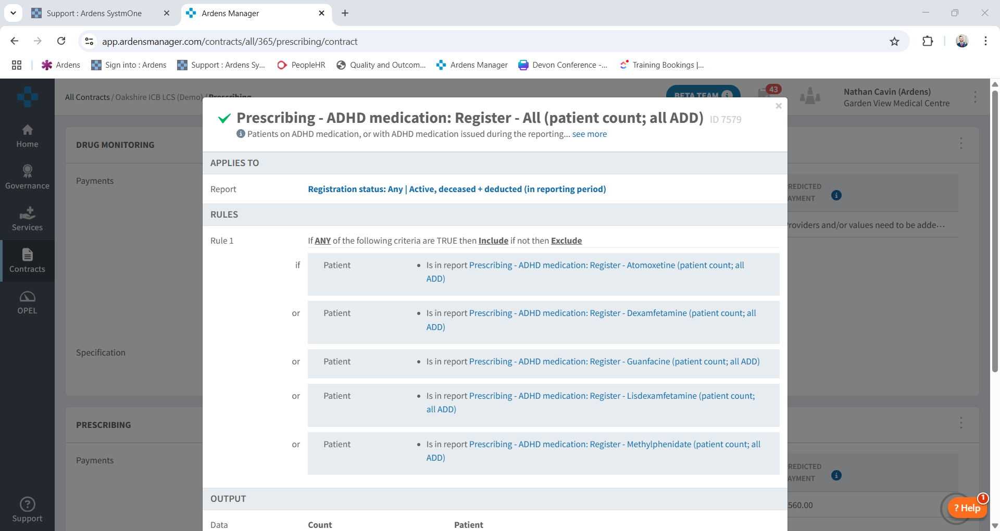 Support : Ardens SystmOne
Ardens Manager
app.ardensmanager.com/contracts/all/365/prescribing/contract
Ardens
Sign into : Ardens
Support : Ardens Sy...
PeopleHR
Quality and Outcom...
Ardens Manager
Devon Conference -...
Training Bookings |...
All Contracts / Oakshire ICB LCS (Demo) / Prescribing
BETA TEAM
43
Nathan Cavin (Ardens)
Garden View Medical Centre
Home
Governance
Services
Contracts
OPEL
Support
DRUG MONITORING
Payments
Specification
PRESCRIBING
Payments
Prescribing - ADHD medication: Register - All (patient count; all ADD) ID 7579
Patients on ADHD medication, or with ADHD medication issued during the reporting... see more
APPLIES TO
Report Registration status: Any | Active, deceased + deducted (in reporting period)
RULES
Rule 1 If ANY of the following criteria are TRUE then Include if not then Exclude
if Patient • Is in report Prescribing - ADHD medication: Register - Atomoxetine (patient count; all
ADD)
or Patient • Is in report Prescribing - ADHD medication: Register - Dexamfetamine (patient count; all
ADD)
or Patient • Is in report Prescribing - ADHD medication: Register - Guanfacine (patient count; all ADD)
or Patient • Is in report Prescribing - ADHD medication: Register - Lisdexamfetamine (patient count;
all ADD)
or Patient • Is in report Prescribing - ADHD medication: Register - Methylphenidate (patient count; all
ADD)
OUTPUT
Data Count Patient
REDICTED
AYMENT
roviders and/or values need to be adde...
REDICTED
AYMENT
560.00
? Help
1